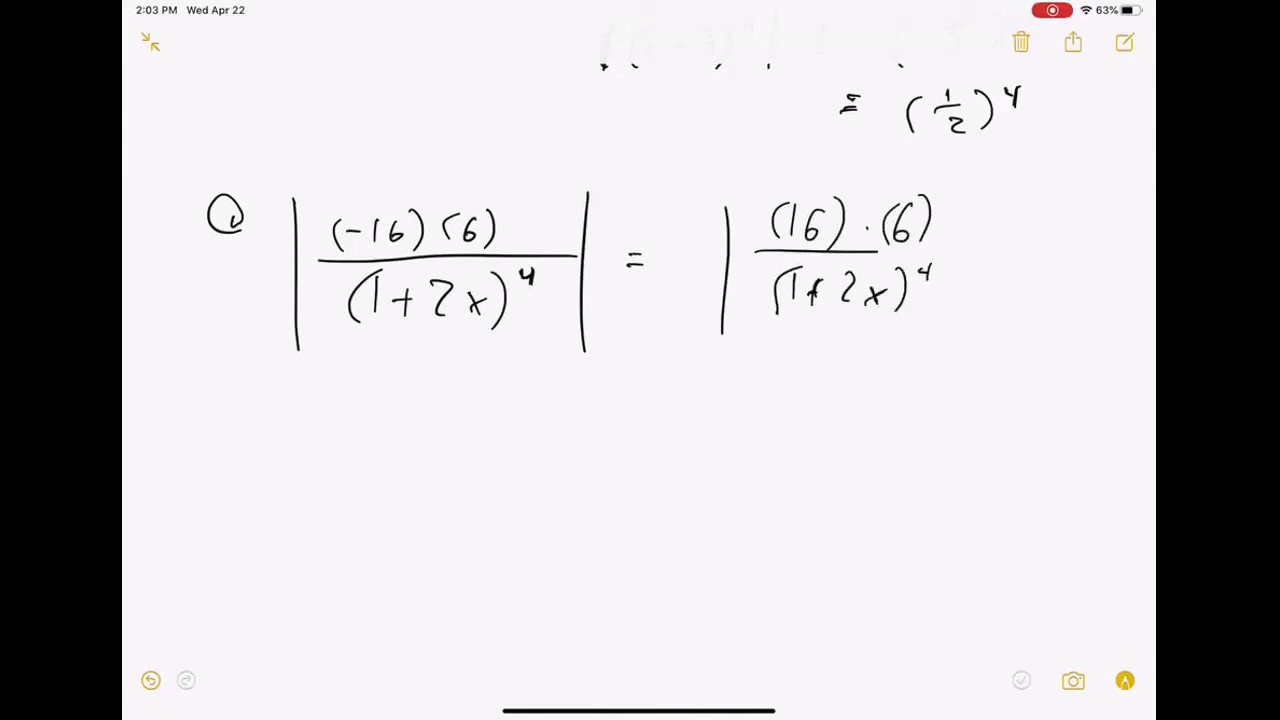 2:03 PM Wed Apr 22 63%
= (1/2)^4
Q | (-16)(6) / (1+2x)^4 | = | (16)·(6) / (1+2x)^4